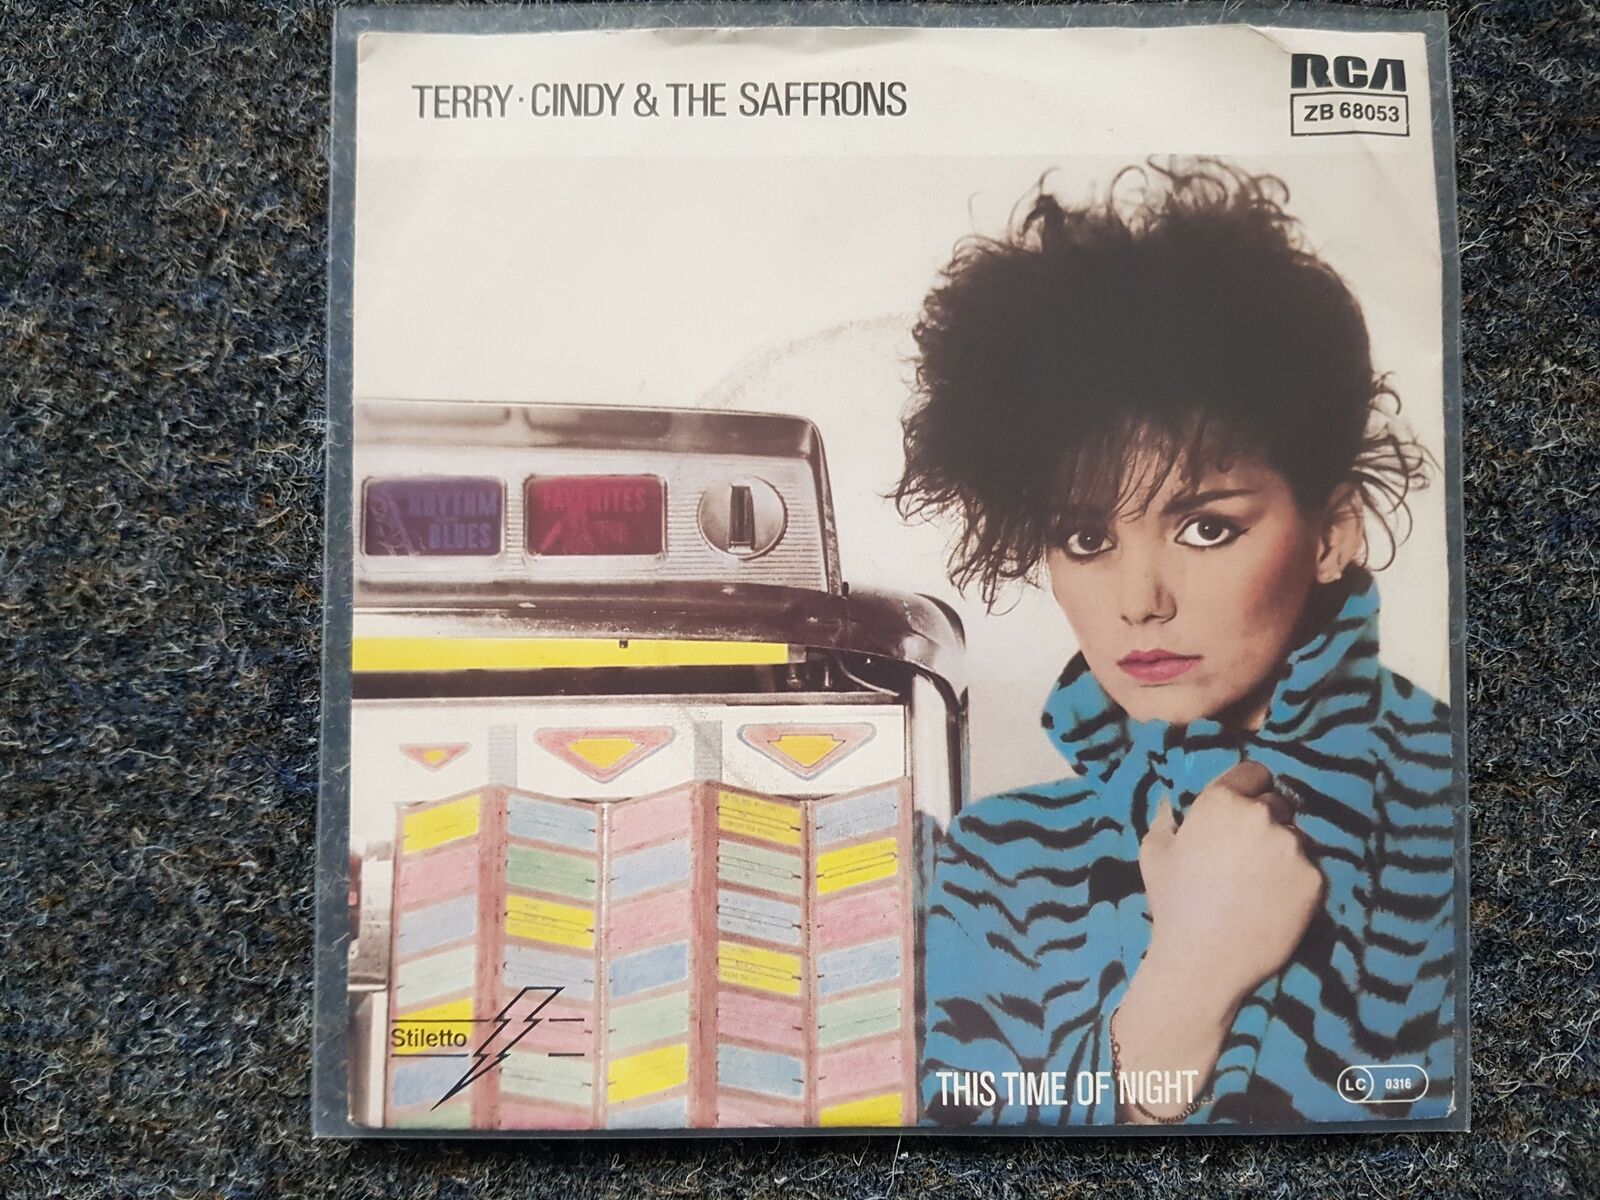 TERRY · CINDY & THE SAFFRONS
RCA
ZB 68053
RHYTHM
BLUES
FAVORITES
Stiletto
THIS TIME OF NIGHT
LC 0316